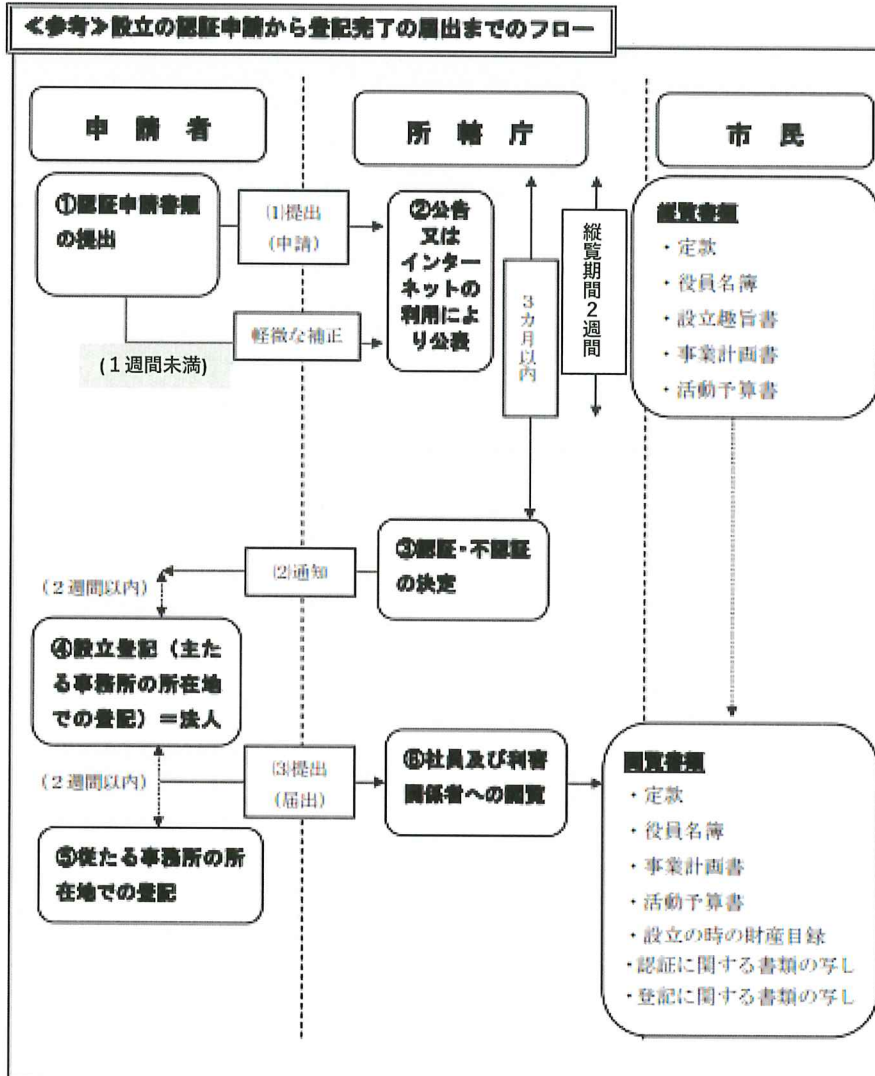 ≪参考≫設立の認証申請から登記完了の届出までのフロー
申請者
所轄庁
市民
①認証申請書類
の提出
(1)提出
(申請)
②公告
又は
インター
ネットの
利用によ
り公表
軽微な補正
(１週間未満)
3カ月以内
縦覧期間2週間
縦覧書類
・定款
・役員名簿
・設立趣旨書
・事業計画書
・活動予算書
③認証・不認証
の決定
(2)通知
(2週間以内)
④設立登記（主た
る事務所の所在地
での登記）＝法人
(2週間以内)
(3)提出
(届出)
⑥社員及び利害
関係者への閲覧
⑤従たる事務所の所
在地での登記
閲覧書類
・定款
・役員名簿
・事業計画書
・活動予算書
・設立の時の財産目録
・認証に関する書類の写し
・登記に関する書類の写し